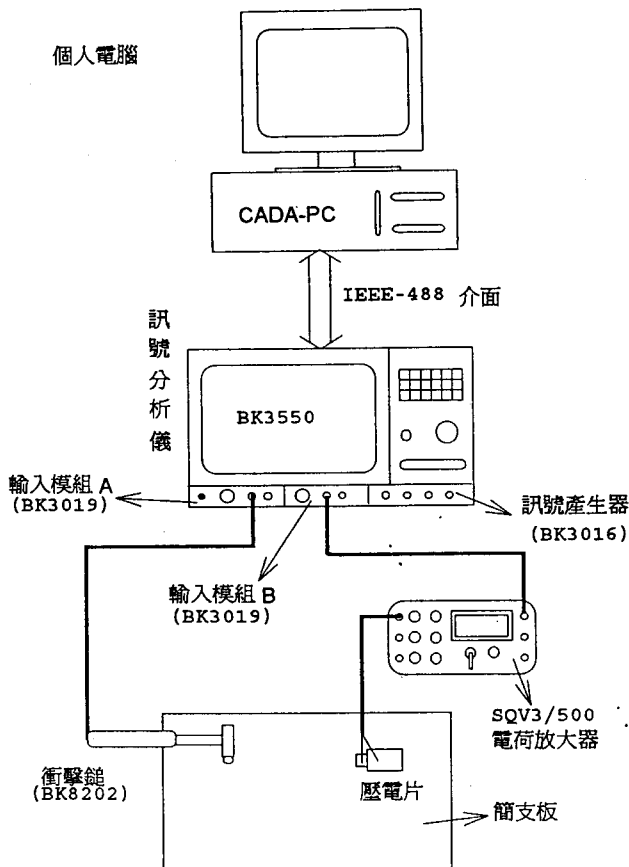 個人電腦
CADA-PC
IEEE-488 介面
訊號分析儀
BK3550
輸入模組 A
(BK3019)
訊號產生器
(BK3016)
輸入模組 B
(BK3019)
SQV3/500
電荷放大器
衝擊鎚
(BK8202)
壓電片
簡支板